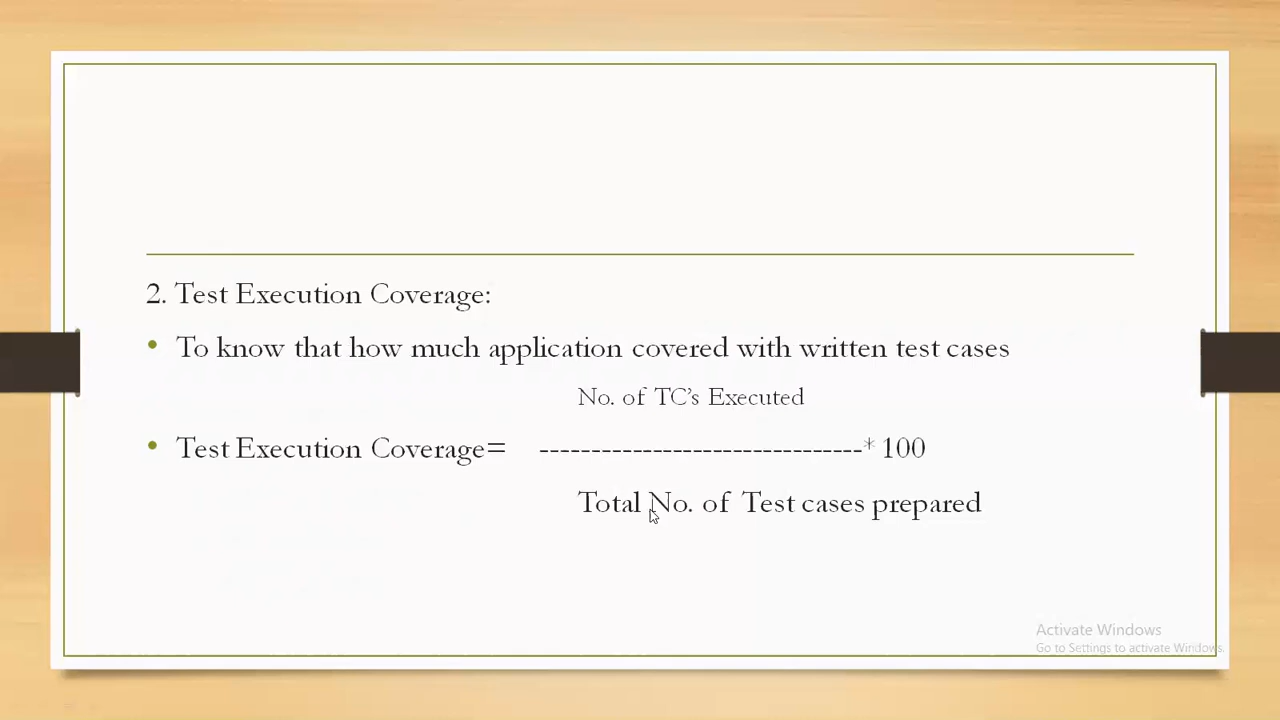 2. Test Execution Coverage:
• To know that how much application covered with written test cases
No. of TC's Executed
• Test Execution Coverage= -------------------------------* 100
Total No. of Test cases prepared
Activate Windows
Go to Settings to activate Windows.